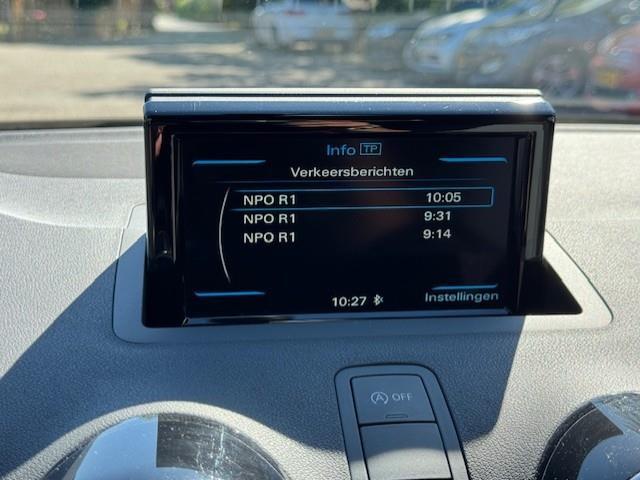 Info TP
Verkeersberichten
NPO R1 10:05
NPO R1 9:31
NPO R1 9:14
10:27 Instellingen
A OFF